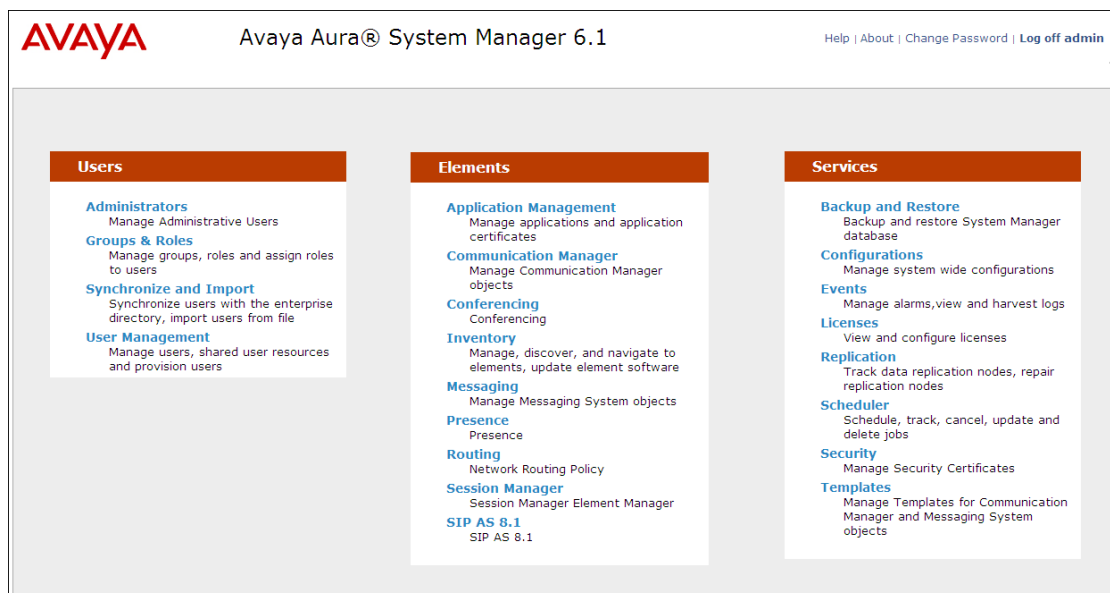 AVAYA
Avaya Aura® System Manager 6.1
Help | About | Change Password | Log off admin
Users
Administrators
Manage Administrative Users
Groups & Roles
Manage groups, roles and assign roles
to users
Synchronize and Import
Synchronize users with the enterprise
directory, import users from file
User Management
Manage users, shared user resources
and provision users
Elements
Application Management
Manage applications and application
certificates
Communication Manager
Manage Communication Manager
objects
Conferencing
Conferencing
Inventory
Manage, discover, and navigate to
elements, update element software
Messaging
Manage Messaging System objects
Presence
Presence
Routing
Network Routing Policy
Session Manager
Session Manager Element Manager
SIP AS 8.1
SIP AS 8.1
Services
Backup and Restore
Backup and restore System Manager
database
Configurations
Manage system wide configurations
Events
Manage alarms,view and harvest logs
Licenses
View and configure licenses
Replication
Track data replication nodes, repair
replication nodes
Scheduler
Schedule, track, cancel, update and
delete jobs
Security
Manage Security Certificates
Templates
Manage Templates for Communication
Manager and Messaging System
objects